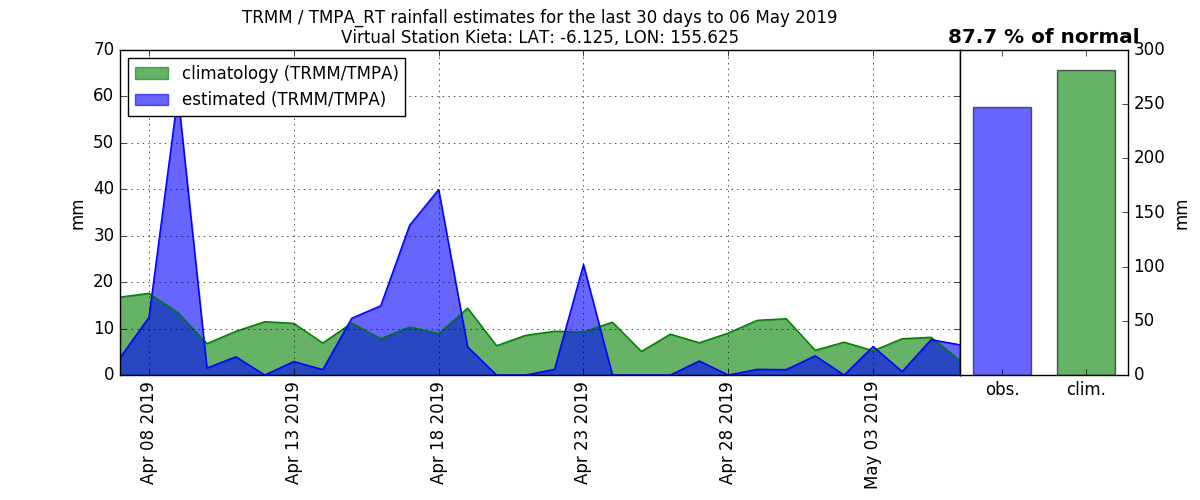 TRMM / TMPA_RT rainfall estimates for the last 30 days to 06 May 2019
Virtual Station Kieta: LAT: -6.125, LON: 155.625
87.7 % of normal
climatology (TRMM/TMPA)
estimated (TRMM/TMPA)
mm
70
60
50
40
30
20
10
0
Apr 08 2019
Apr 13 2019
Apr 18 2019
Apr 23 2019
Apr 28 2019
May 03 2019
obs.
clim.
300
250
200
150
100
50
0
mm